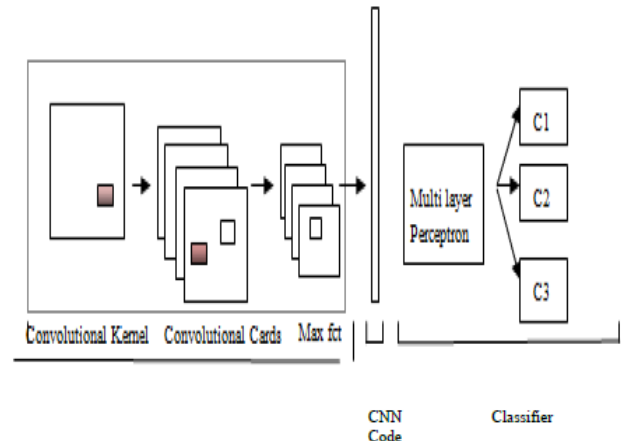 C1
C2
Multi layer
Perceptron
C3
Convolutional Kernel Convolutional Cards Max fct
CNN Classifier
Code